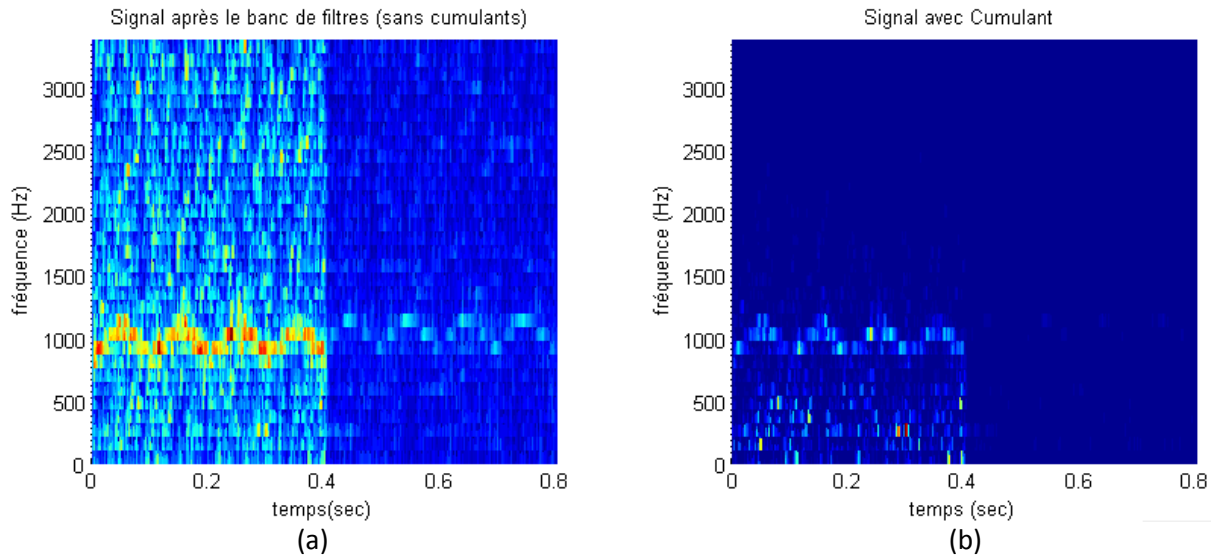 Signal après le banc de filtres (sans cumulants)
fréquence (Hz)
3000
2500
2000
1500
1000
500
0
0 0.2 0.4 0.6 0.8
temps(sec)
(a)
Signal avec Cumulant
fréquence (Hz)
3000
2500
2000
1500
1000
500
0
0 0.2 0.4 0.6 0.8
temps (sec)
(b)